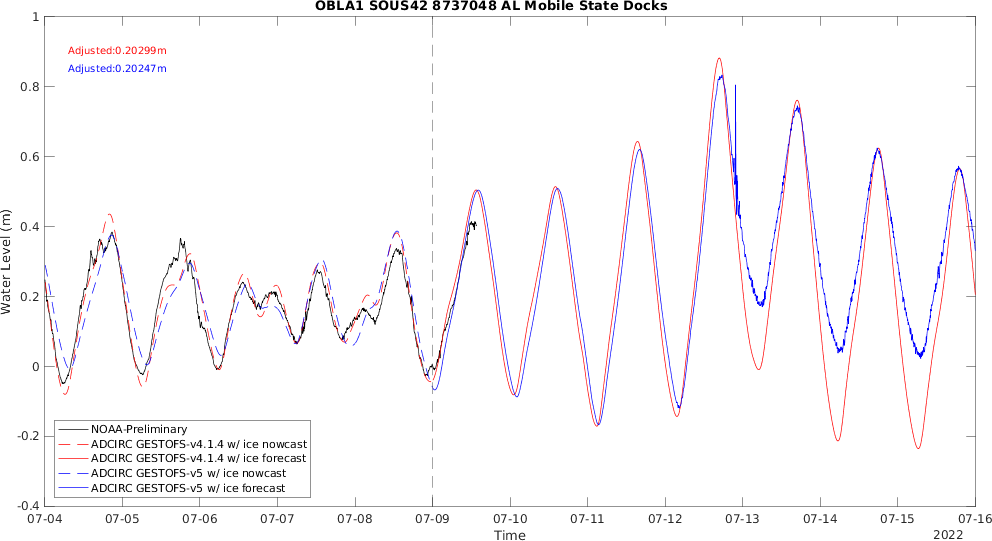 OBLA1 SOUS42 8737048 AL Mobile State Docks
1
Adjusted:0.20299m
Adjusted:0.20247m
0.8
0.6
0.4
0.2
0
-0.2
-0.4
Water Level (m)
NOAA-Preliminary
ADCIRC GESTOFS-v4.1.4 w/ ice nowcast
ADCIRC GESTOFS-v4.1.4 w/ ice forecast
ADCIRC GESTOFS-v5 w/ ice nowcast
ADCIRC GESTOFS-v5 w/ ice forecast
07-04 07-05 07-06 07-07 07-08 07-09 07-10 07-11 07-12 07-13 07-14 07-15 07-16
Time
2022